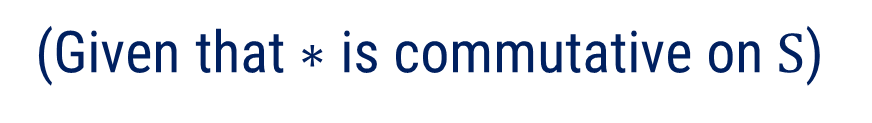 (Given that * is commutative on S)